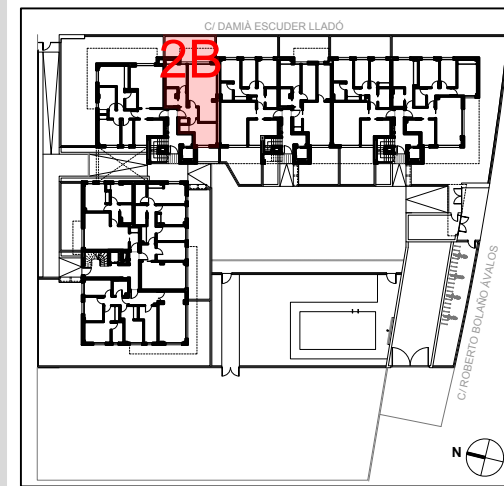 C/ DAMIÀ ESCUDER LLADÓ
2B
C/ ROBERTO BOLAÑO ÁVALOS
N